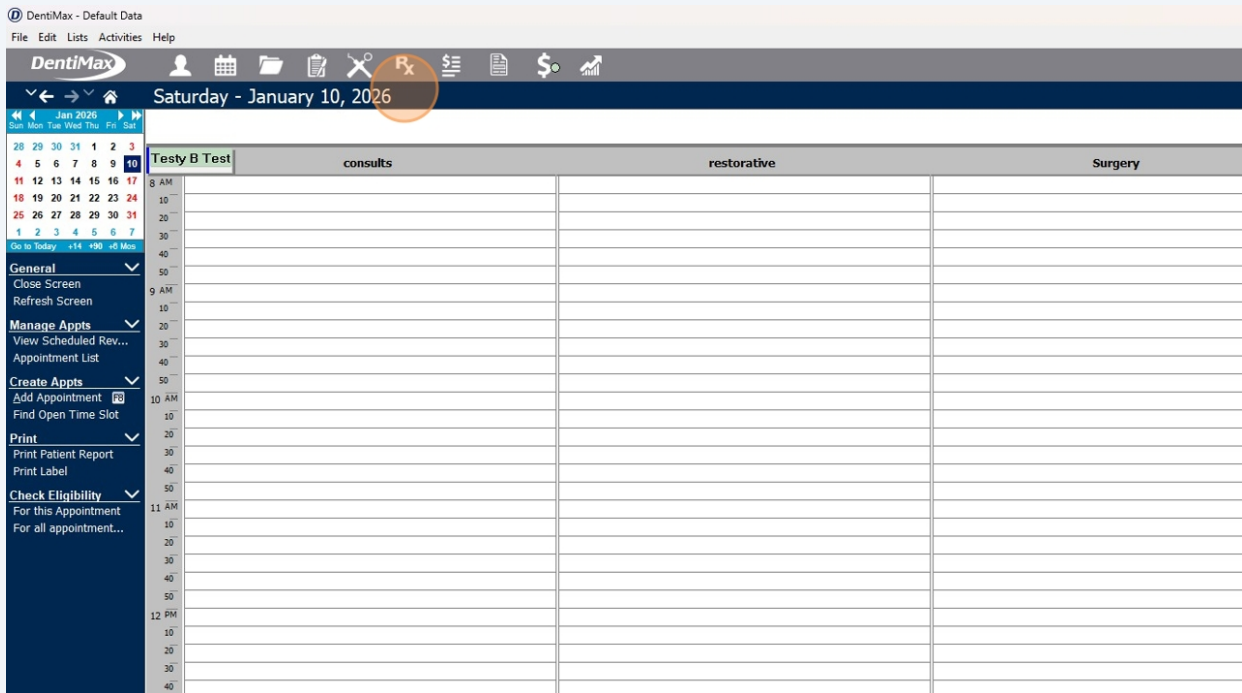 DentiMax - Default Data
File Edit Lists Activities Help
DentiMax
Rx
Saturday - January 10, 2026
Jan 2026
Sun Mon Tue Wed Thu Fri Sat
28 29 30 31 1 2 3
4 5 6 7 8 9 10
11 12 13 14 15 16 17
18 19 20 21 22 23 24
25 26 27 28 29 30 31
1 2 3 4 5 6 7
Go to Today +14 +90 +6 Mos
General
Close Screen
Refresh Screen
Manage Appts
View Scheduled Rev...
Appointment List
Create Appts
Add Appointment F8
Find Open Time Slot
Print
Print Patient Report
Print Label
Check Eligibility
For this Appointment
For all appointment...
Testy B Test consults restorative Surgery
8 AM
10
20
30
40
50
9 AM
10
20
30
40
50
10 AM
10
20
30
40
50
11 AM
10
20
30
40
50
12 PM
10
20
30
40